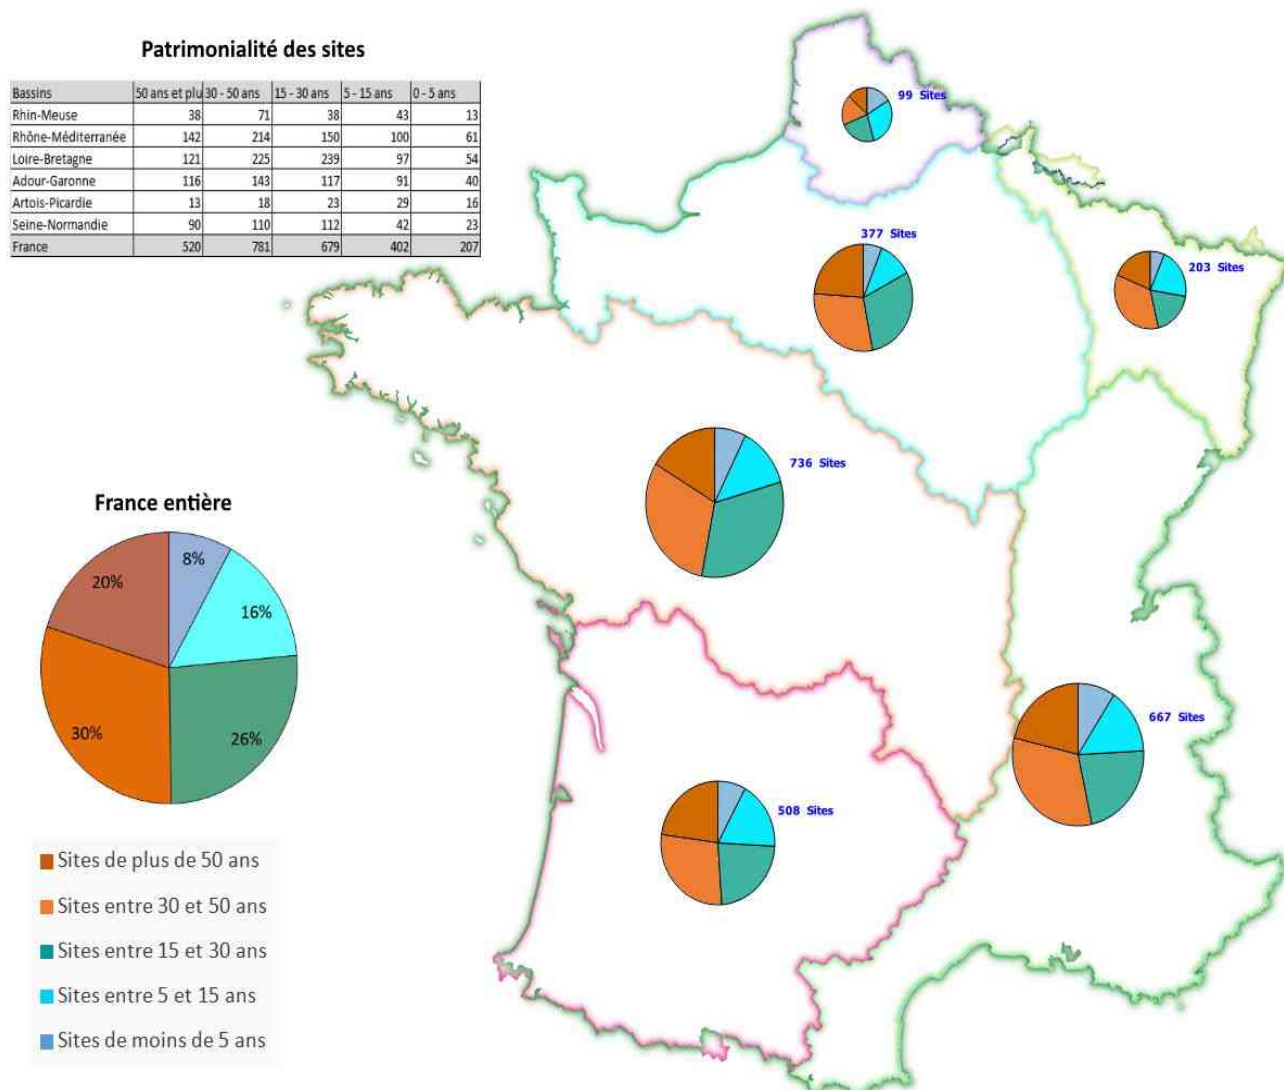 Patrimonialité des sites
Bassins 50 ans et plu 30 - 50 ans 15 - 30 ans 5 - 15 ans 0 - 5 ans
Rhin-Meuse 38 71 38 43 13
Rhône-Méditerranée 142 214 150 100 61
Loire-Bretagne 121 225 239 97 54
Adour-Garonne 116 143 117 91 40
Artois-Picardie 13 18 23 29 16
Seine-Normandie 90 110 112 42 23
France 520 781 679 402 207
99 Sites
377 Sites
203 Sites
736 Sites
667 Sites
508 Sites
France entière
8%
16%
20%
30%
26%
Sites de plus de 50 ans
Sites entre 30 et 50 ans
Sites entre 15 et 30 ans
Sites entre 5 et 15 ans
Sites de moins de 5 ans